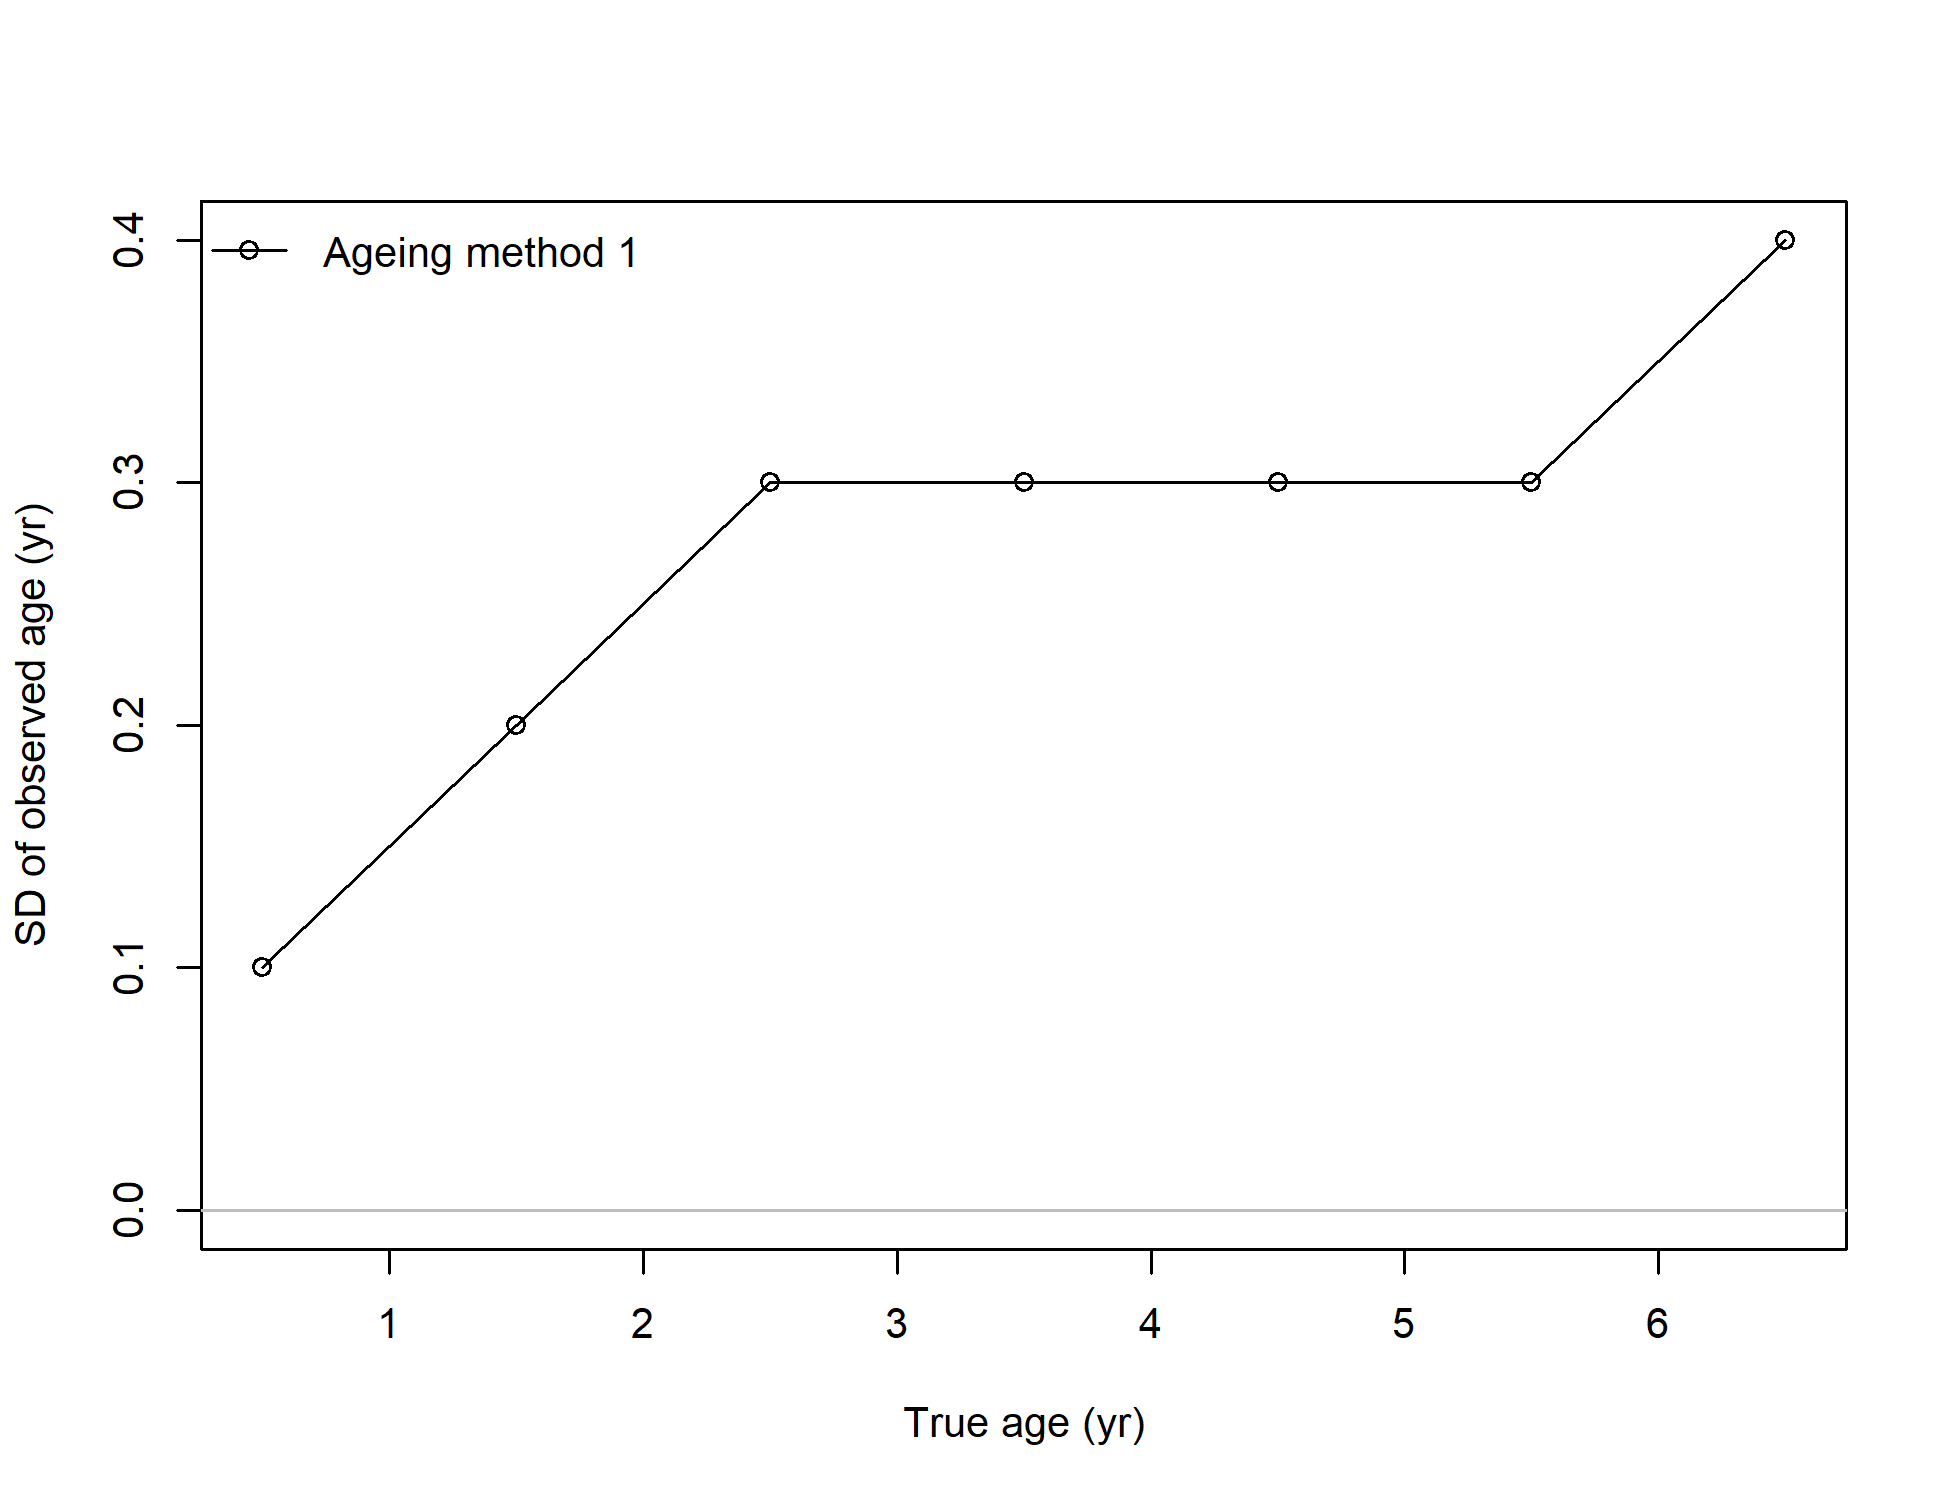 Ageing method 1
SD of observed age (yr)
0.4
0.3
0.2
0.1
0.0
1 2 3 4 5 6
True age (yr)